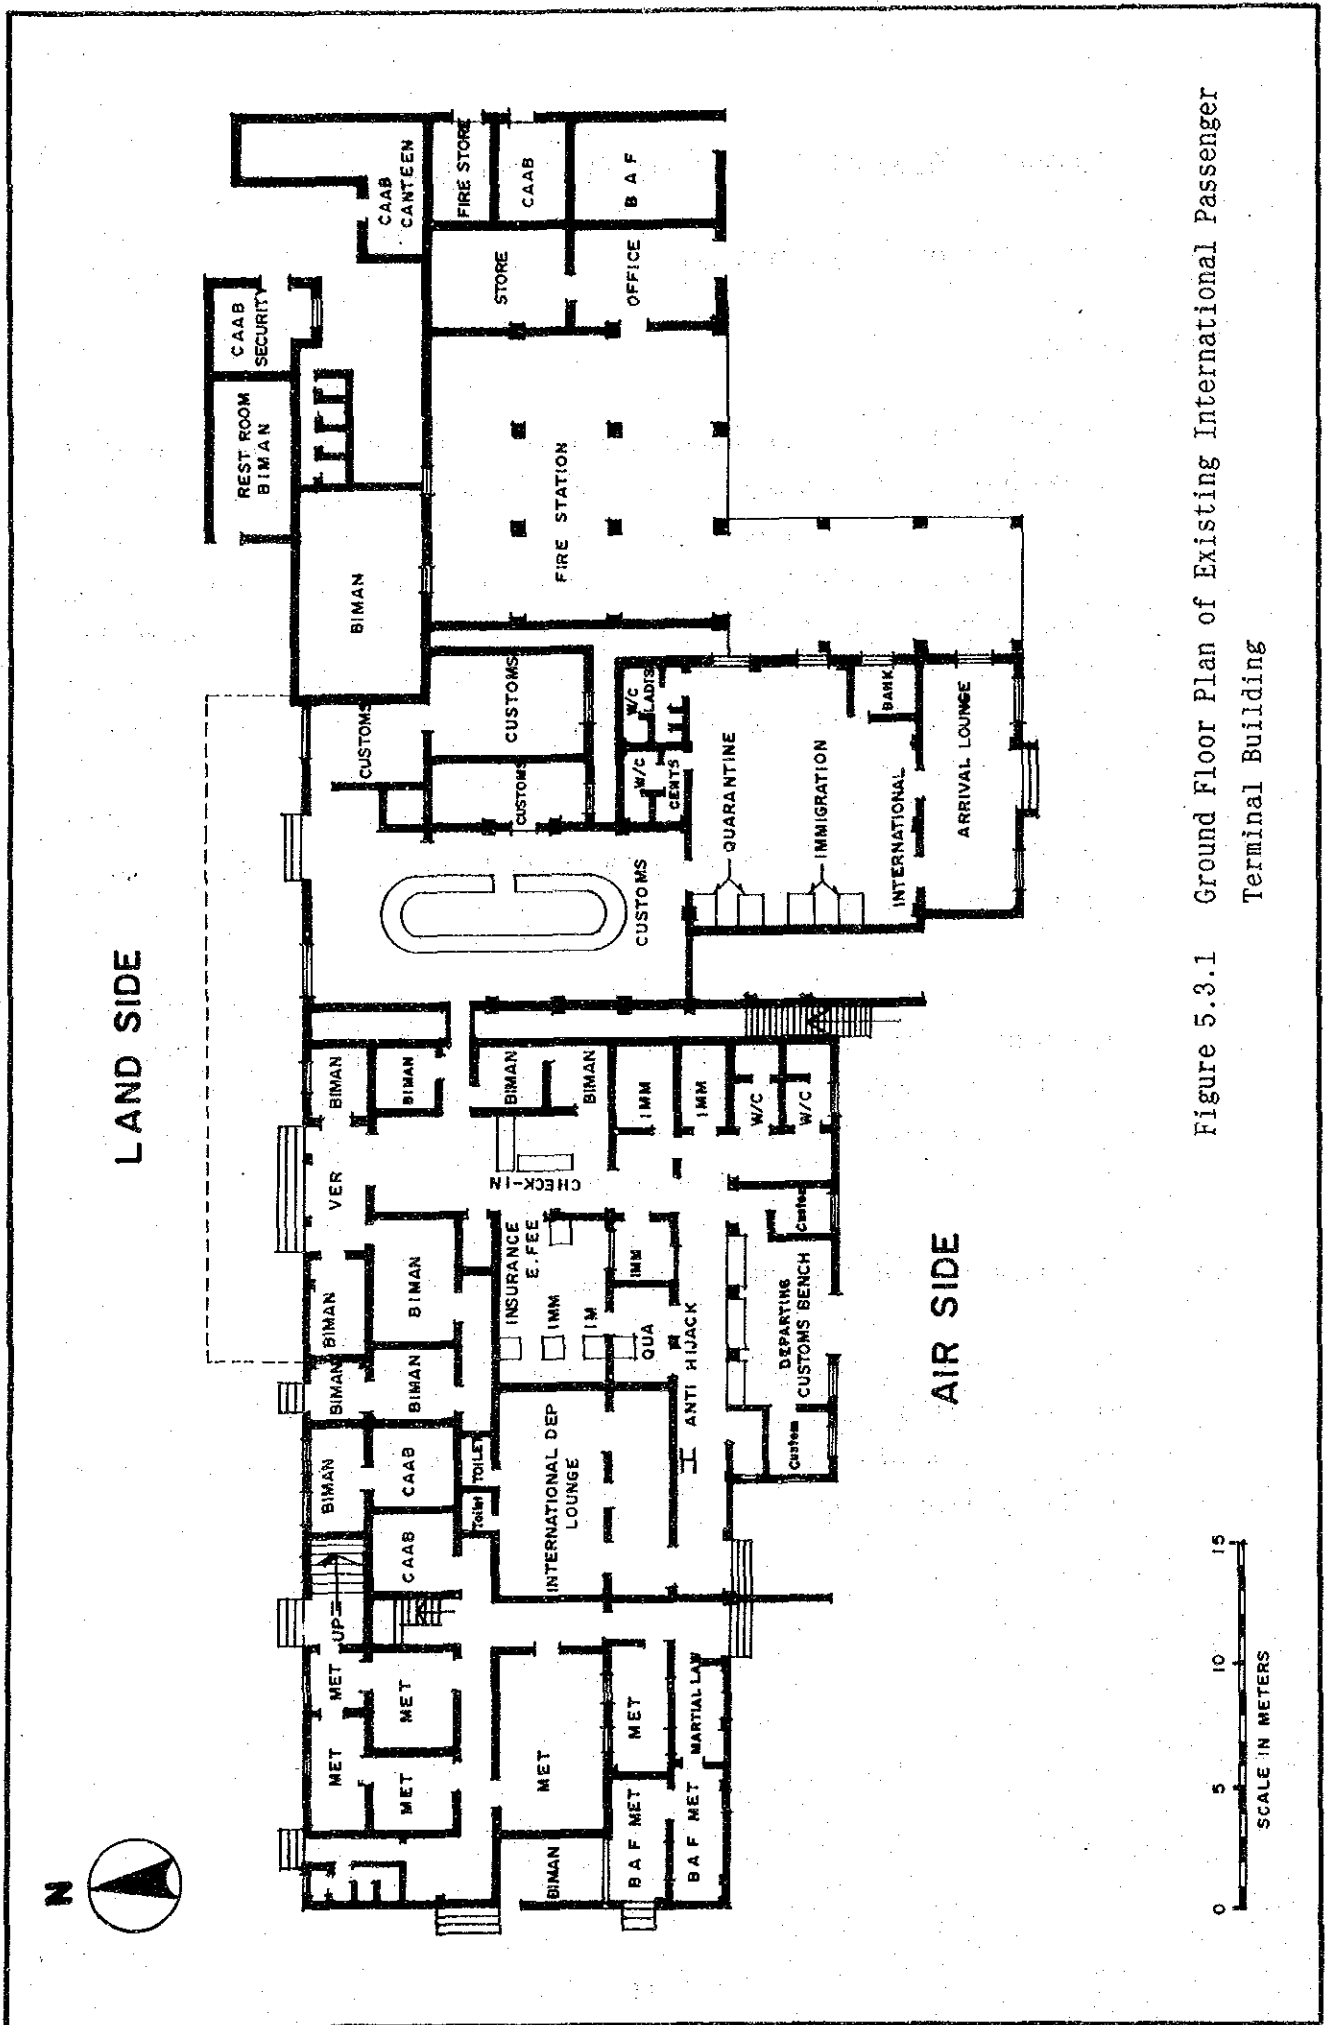 N
LAND SIDE
REST ROOM
BIMAN
CAAB
SECURITY
UP
MET
MET
BIMAN
BIMAN
BIMAN
VER
BIMAN
CUSTOMS
BIMAN
CAAB
CANTEEN
MET
MET
CAAB
CAAB
BIMAN
BIMAN
BIMAN
Toilet
TOILET
FIRE STORE
INSURANCE
E. FEE
CHECK-IN
BIMAN
BIMAN
CUSTOMS
CUSTOMS
STORE
CAAB
BIMAN
MET
INTERNATIONAL DEP
LOUNGE
IMM
IM
FIRE STATION
BAF MET
MET
QUA
IMM
IMM
CUSTOMS
W/C
LADIS
W/C
GENTS
OFFICE
B A F
BAF MET
MARTIAL LAW
ANTI HIJACK
IMM
W/C
W/C
QUARANTINE
Custom
DEPARTING
CUSTOMS BENCH
Custom
IMMIGRATION
BANK
INTERNATIONAL
ARRIVAL LOUNGE
AIR SIDE
0 5 10 15
SCALE IN METERS
Figure 5.3.1 Ground Floor Plan of Existing International Passenger
Terminal Building